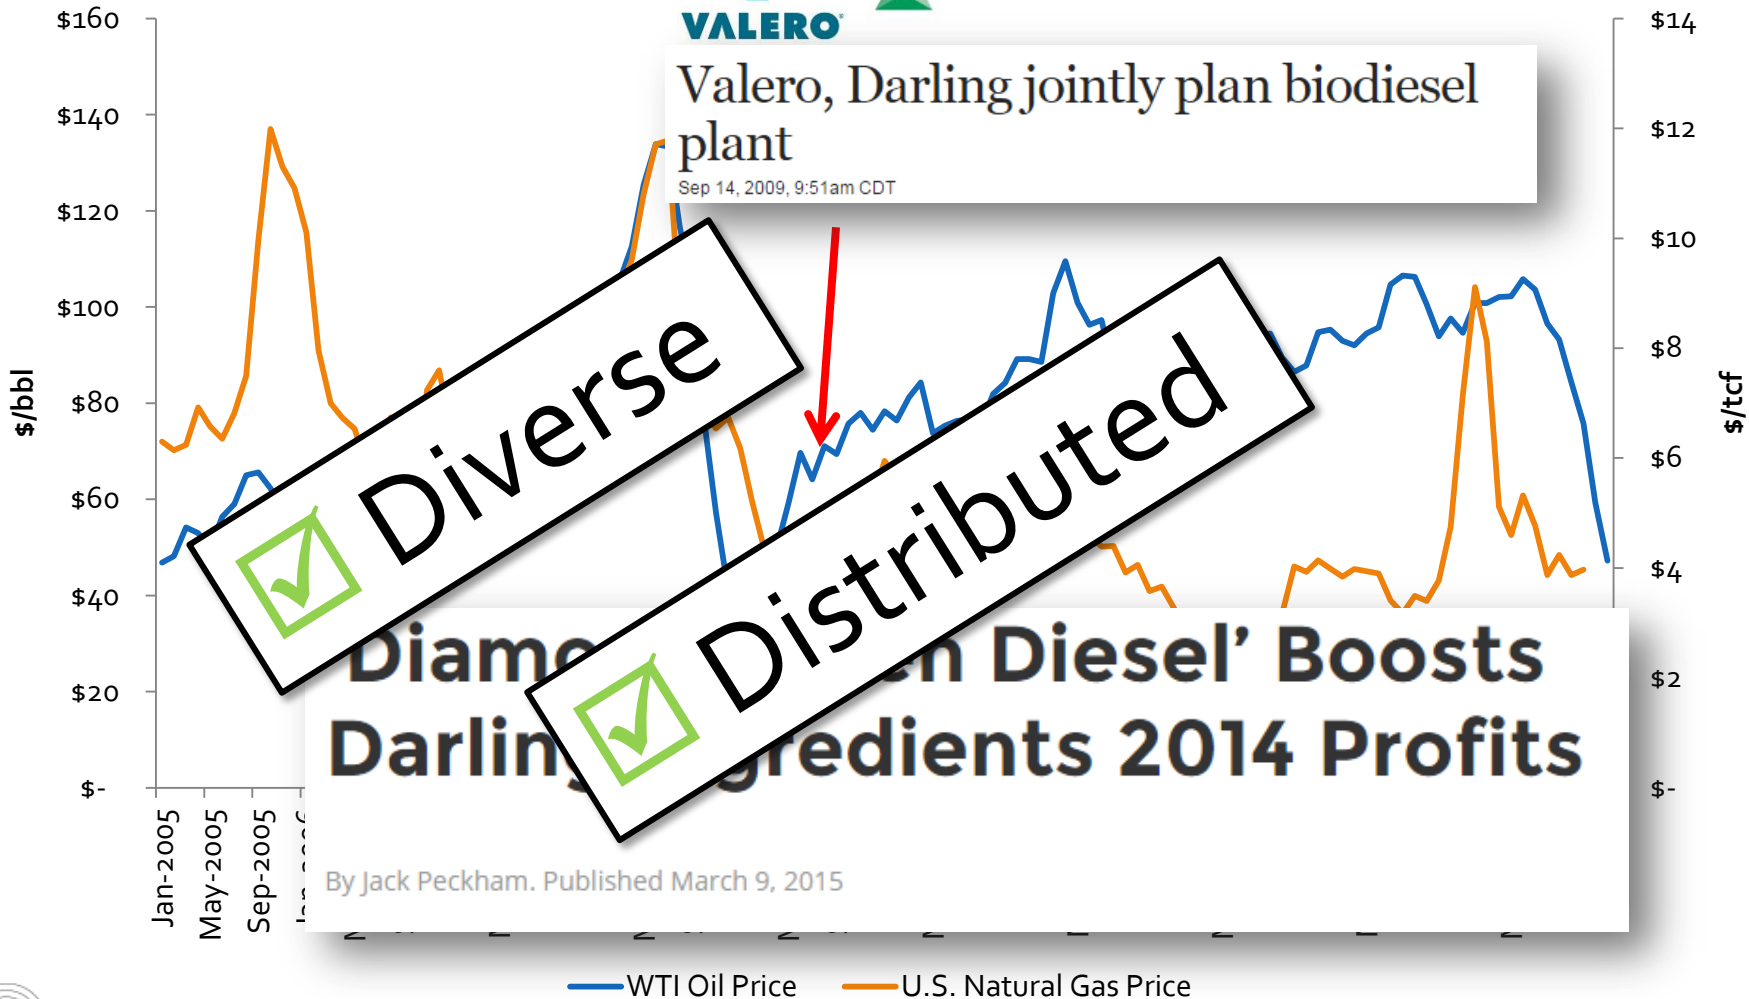 VALERO
$160
$140
$120
$100
$80
$60
$40
$20
$-
$/bbl
$14
$12
$10
$8
$6
$4
$2
$-
$/tcf
Valero, Darling jointly plan biodiesel
plant
Sep 14, 2009, 9:51am CDT
Diverse
Distributed
Diesel’ Boosts
2014 Profits
By Jack Peckham. Published March 9, 2015
Jan-2005
May-2005
Sep-2005
WTI Oil Price
U.S. Natural Gas Price